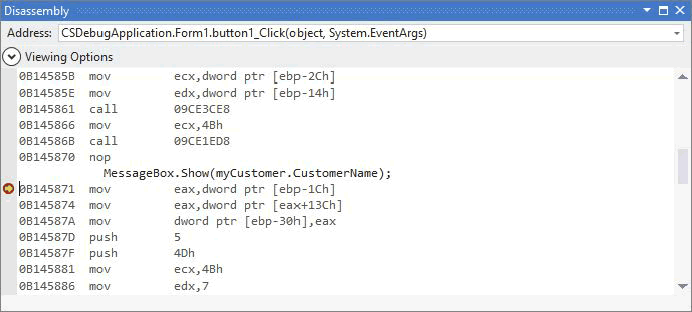 Disassembly
Address: CSDebugApplication.Form1.button1_Click(object, System.EventArgs)
Viewing Options
0B14585B mov ecx,dword ptr [ebp-2Ch]
0B14585E mov edx,dword ptr [ebp-14h]
0B145861 call 09CE3CE8
0B145866 mov ecx,4Bh
0B14586B call 09CE1ED8
0B145870 nop
MessageBox.Show(myCustomer.CustomerName);
0B145871 mov eax,dword ptr [ebp-1Ch]
0B145874 mov eax,dword ptr [eax+13Ch]
0B14587A mov dword ptr [ebp-30h],eax
0B14587D push 5
0B14587F push 4Dh
0B145881 mov ecx,4Bh
0B145886 mov edx,7